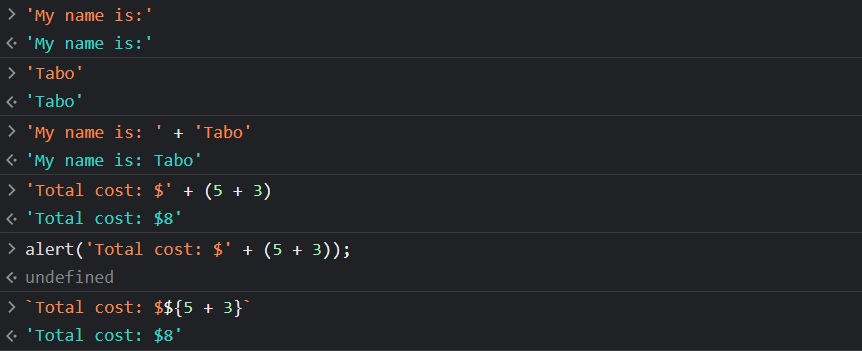 > 'My name is:'
<· 'My name is:'
> 'Tabo'
<· 'Tabo'
> 'My name is: ' + 'Tabo'
<· 'My name is: Tabo'
> 'Total cost: $' + (5 + 3)
<· 'Total cost: $8'
> alert('Total cost: $' + (5 + 3));
<· undefined
> `Total cost: $${5 + 3}`
<· 'Total cost: $8'